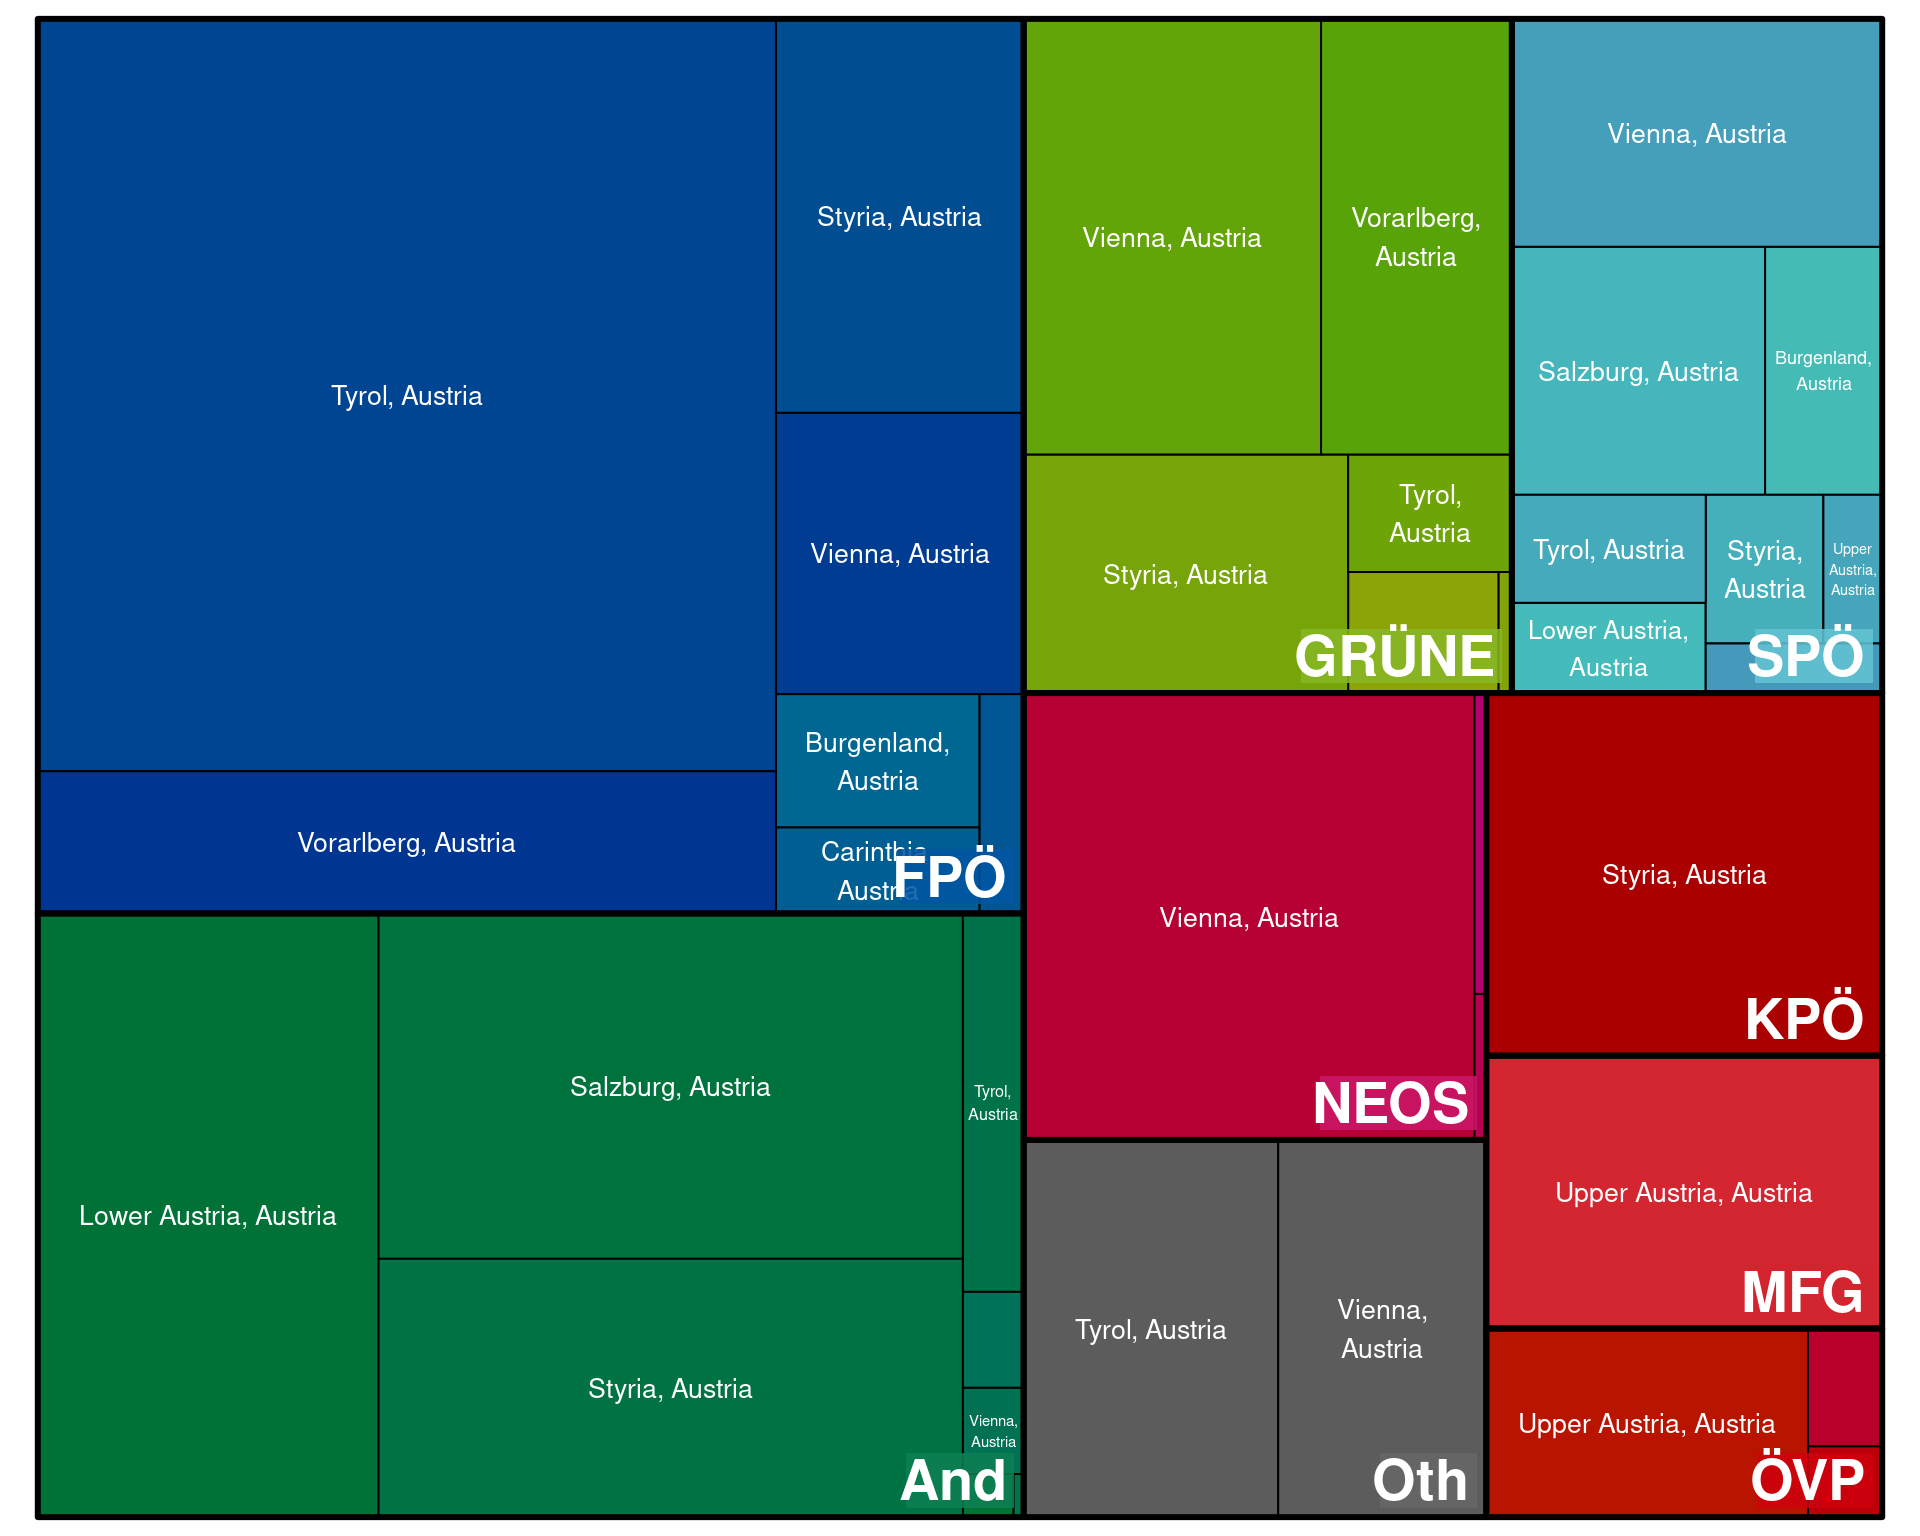 Tyrol, Austria
Styria, Austria
Vienna, Austria
Vorarlberg, Austria
Burgenland,
Austria
Carinthia,
Austria
FPÖ
Lower Austria, Austria
Salzburg, Austria
Styria, Austria
Tyrol,
Austria
Vienna,
Austria
And
Vienna, Austria
Vorarlberg,
Austria
Styria, Austria
Tyrol,
Austria
GRÜNE
Vienna, Austria
Salzburg, Austria
Burgenland,
Austria
Tyrol, Austria
Styria,
Austria
Upper
Austria,
Austria
Lower Austria,
Austria
SPÖ
Vienna, Austria
NEOS
Styria, Austria
KPÖ
Upper Austria, Austria
MFG
Tyrol, Austria
Vienna,
Austria
Oth
Upper Austria, Austria
ÖVP